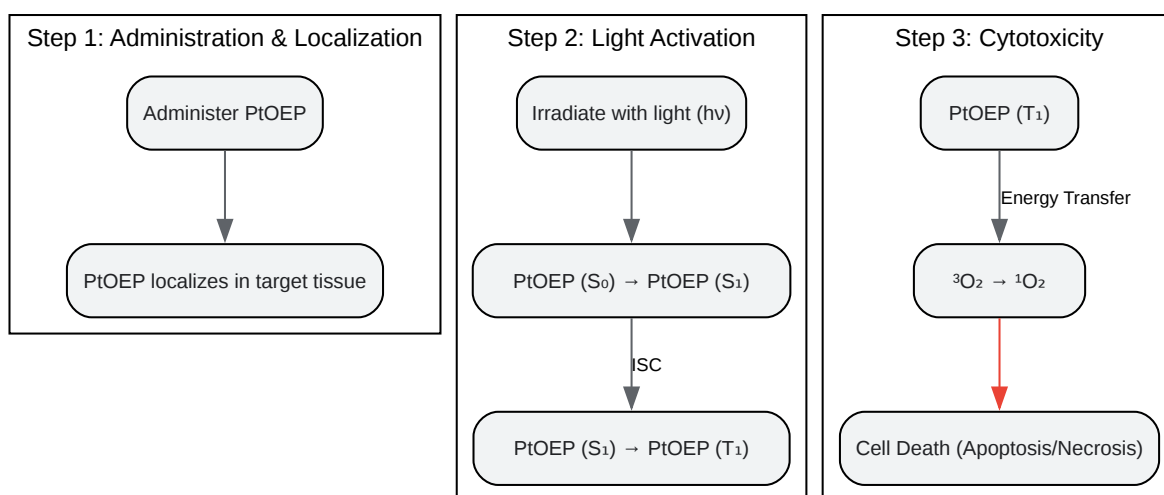 Step 1: Administration & Localization
Administer PtOEP
PtOEP localizes in target tissue
Step 2: Light Activation
Irradiate with light (hν)
PtOEP (S₀) → PtOEP (S₁)
ISC
PtOEP (S₁) → PtOEP (T₁)
Step 3: Cytotoxicity
PtOEP (T₁)
Energy Transfer
³O₂ → ¹O₂
Cell Death (Apoptosis/Necrosis)